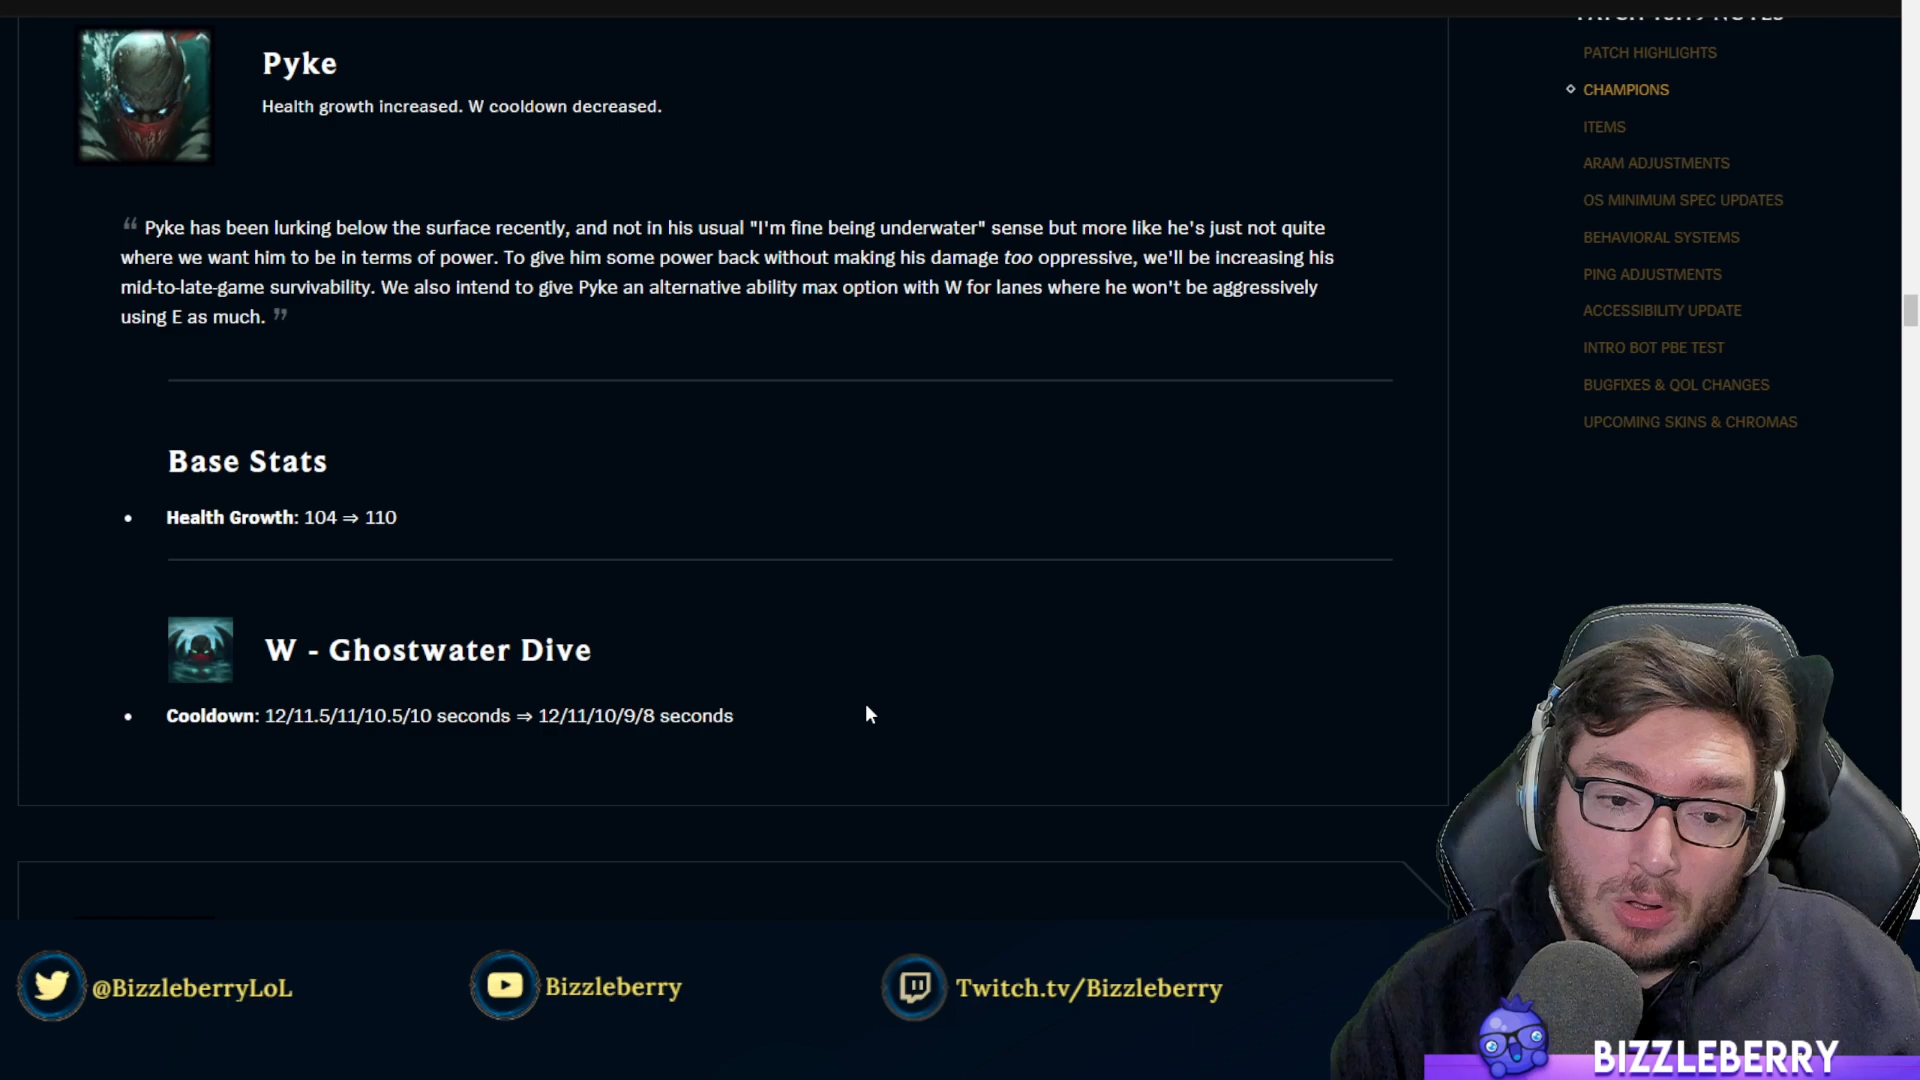 Pyke
Health growth increased. W cooldown decreased.
“ Pyke has been lurking below the surface recently, and not in his usual "I'm fine being underwater" sense but more like he's just not quite
where we want him to be in terms of power. To give him some power back without making his damage too oppressive, we'll be increasing his
mid-to-late-game survivability. We also intend to give Pyke an alternative ability max option with W for lanes where he won't be aggressively
using E as much. ”
Base Stats
• Health Growth: 104 ⇒ 110
W - Ghostwater Dive
• Cooldown: 12/11.5/11/10.5/10 seconds ⇒ 12/11/10/9/8 seconds
PATCH HIGHLIGHTS
CHAMPIONS
ITEMS
ARAM ADJUSTMENTS
OS MINIMUM SPEC UPDATES
BEHAVIORAL SYSTEMS
PING ADJUSTMENTS
ACCESSIBILITY UPDATE
INTRO BOT PBE TEST
BUGFIXES & QOL CHANGES
UPCOMING SKINS & CHROMAS
@BizzleberryLoL
Bizzleberry
Twitch.tv/Bizzleberry
BIZZLEBERRY